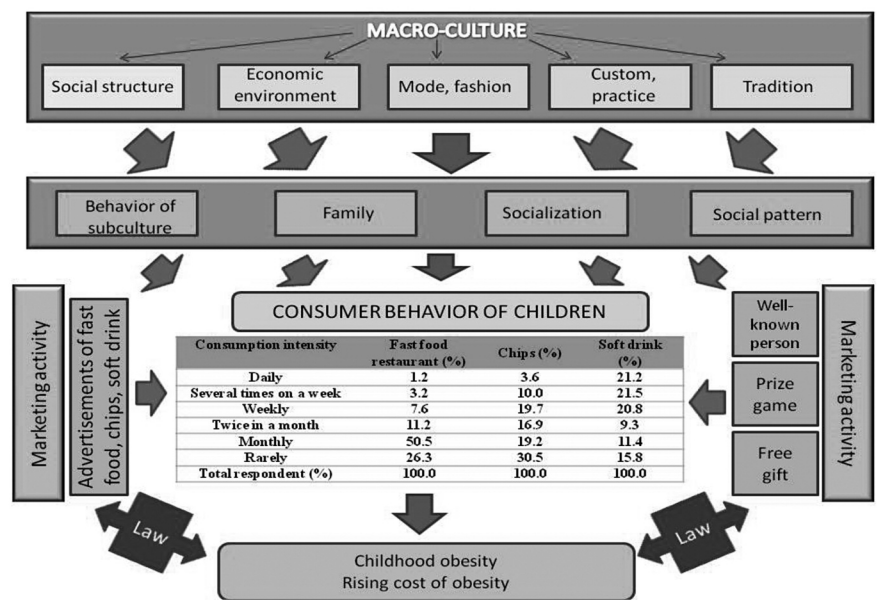 MACRO-CULTURE
Social structure
Economic
environment
Mode, fashion
Custom,
practice
Tradition
Behavior of
subculture
Family
Socialization
Social pattern
Marketing activity
Advertisements of fast
food, chips, soft drink
CONSUMER BEHAVIOR OF CHILDREN
Consumption intensity Fast food restaurant (%) Chips (%) Soft drink (%)
Daily 1.2 3.6 21.2
Several times on a week 3.2 10.0 21.5
Weekly 7.6 19.7 20.8
Twice in a month 11.2 16.9 9.3
Monthly 50.5 19.2 11.4
Rarely 26.3 30.5 15.8
Total respondent (%) 100.0 100.0 100.0
Well-
known
person
Prize
game
Free
gift
Marketing activity
Law
Law
Childhood obesity
Rising cost of obesity